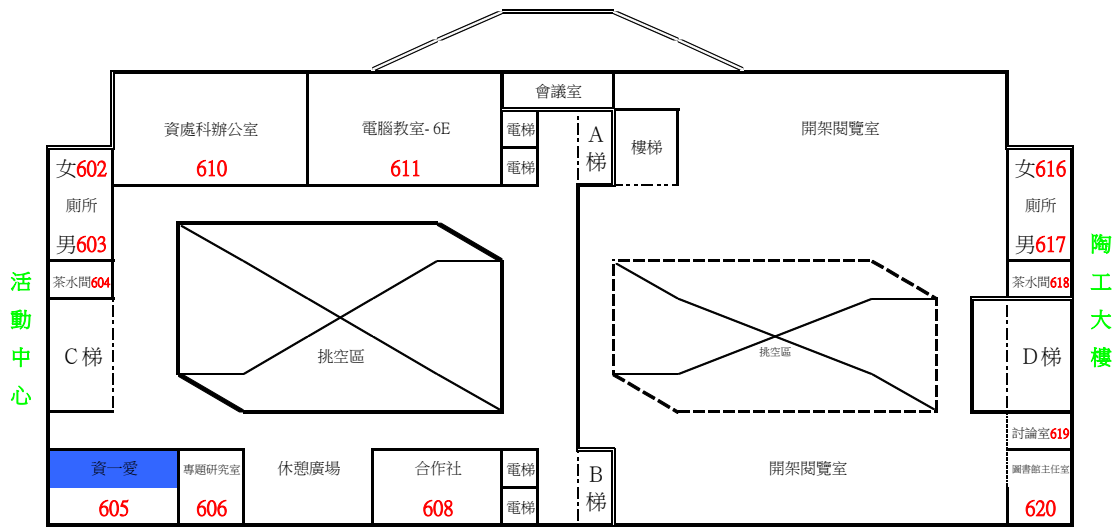 會議室
資處科辦公室
610
電腦教室- 6E
611
電梯
電梯
A
梯
樓梯
開架閱覽室
女602
廁所
男603
茶水間604
C梯
活
動
中
心
挑空區
挑空區
女616
廁所
男617
茶水間618
D梯
陶
工
大
樓
討論室619
圖書館主任室
620
資一愛
605
專題研究室
606
休憩廣場
合作社
608
電梯
電梯
B
梯
開架閱覽室